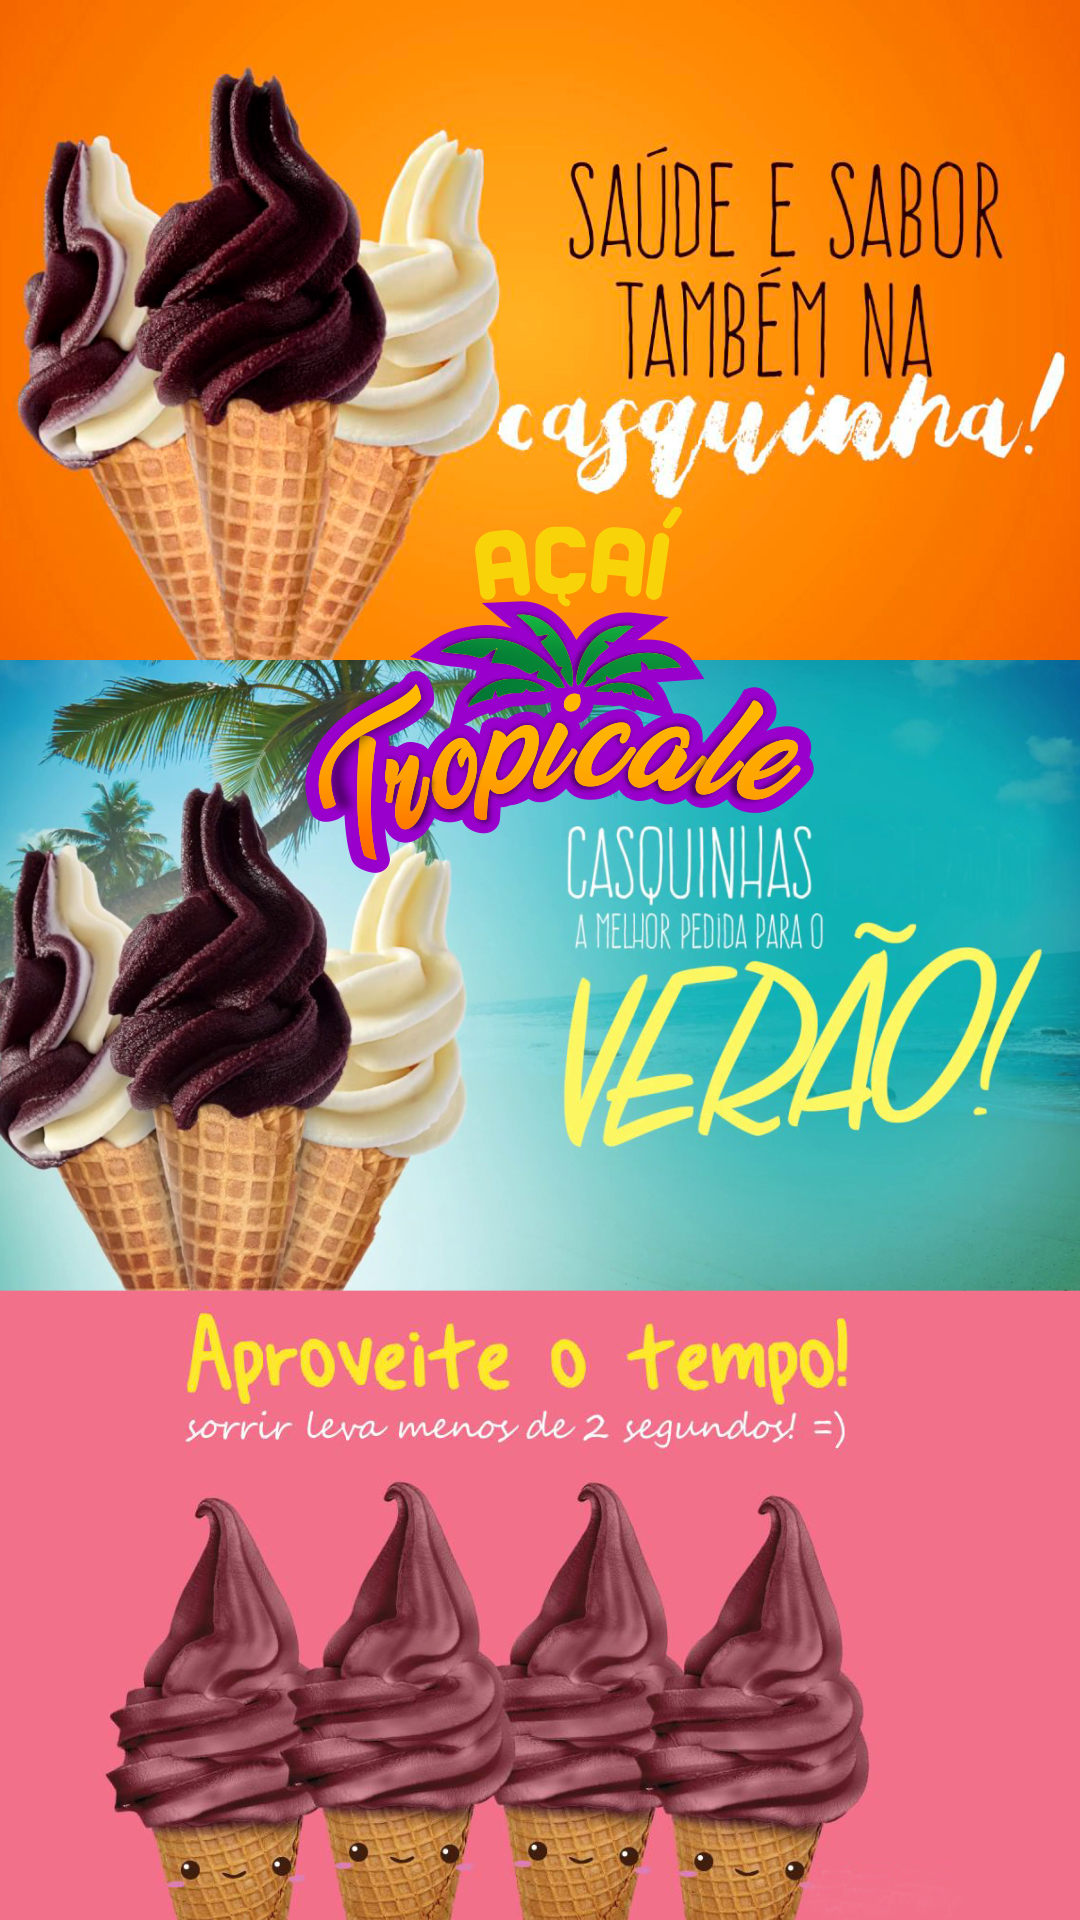 SAÚDE E SABOR
TAMBÉM NA
casquinha!
AÇAÍ
Tropicale
CASQUINHAS
A MELHOR PEDIDA PARA O
VERÃO!
Aproveite o tempo!
sorrir leva menos de 2 segundos! =)